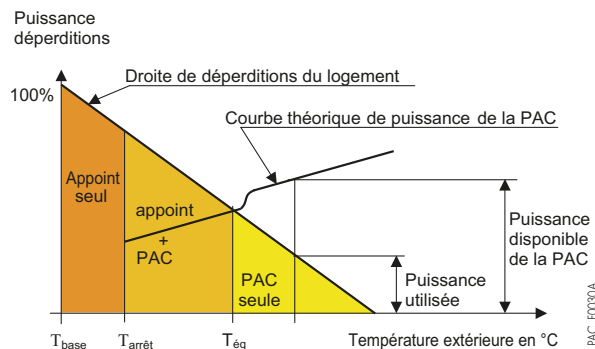 Puissance
déperditions
100%
Droite de déperditions du logement
Courbe théorique de puissance de la PAC
Appoint
seul
appoint
+
PAC
PAC
seule
Puissance
utilisée
Puissance
disponible
de la PAC
Tbase
Tarrêt
Téq
Température extérieure en °C
PAC_F0030A